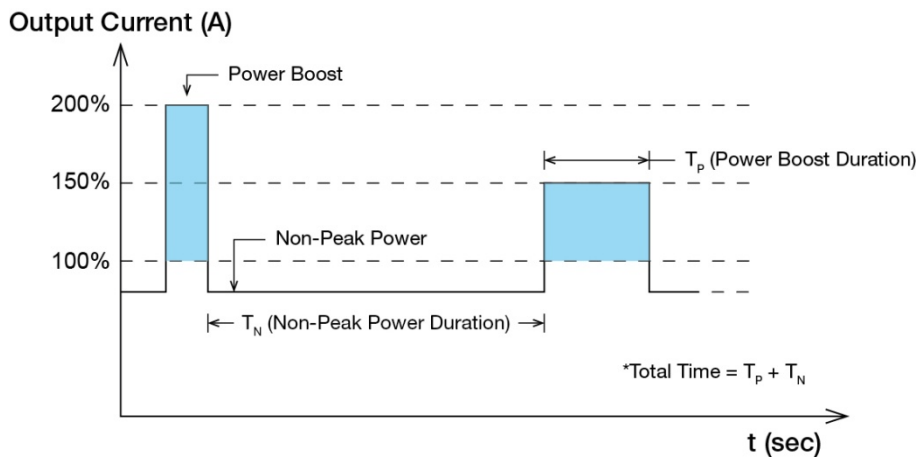 Output Current (A)
Power Boost
200%
T_P (Power Boost Duration)
150%
Non-Peak Power
100%
T_N (Non-Peak Power Duration)
*Total Time = T_P + T_N
t (sec)